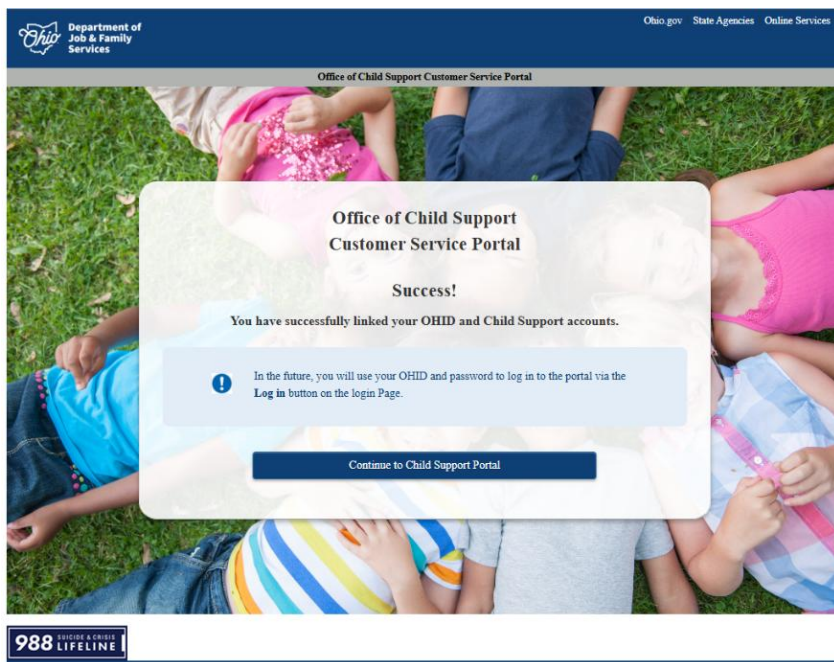 Ohio.gov State Agencies Online Services
Ohio
Department of
Job & Family
Services
Office of Child Support Customer Service Portal
Office of Child Support
Customer Service Portal
Success!
You have successfully linked your OHID and Child Support accounts.
In the future, you will use your OHID and password to log in to the portal via the
Log in button on the login Page.
Continue to Child Support Portal
988 SUICIDE & CRISIS
LIFELINE